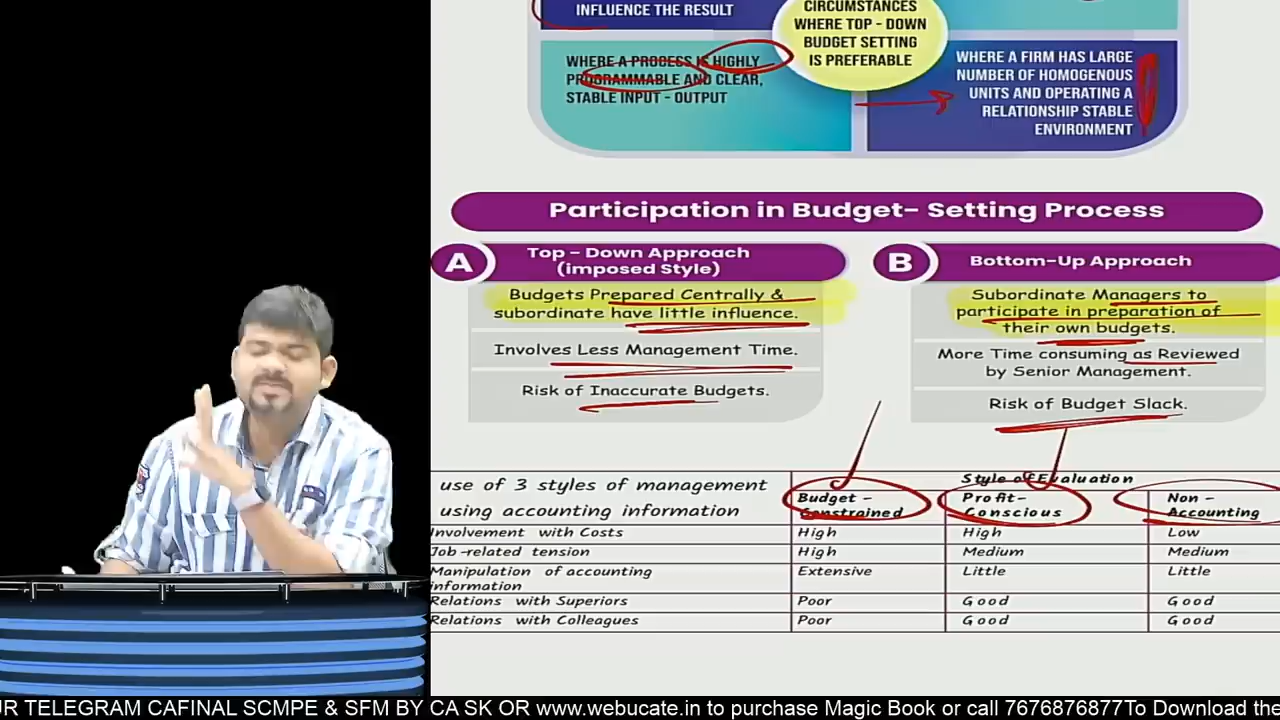 INFLUENCE THE RESULT
CIRCUMSTANCES
WHERE TOP - DOWN
BUDGET SETTING
IS PREFERABLE
WHERE A PROCESS IS HIGHLY
PROGRAMMABLE AND CLEAR,
STABLE INPUT - OUTPUT
WHERE A FIRM HAS LARGE
NUMBER OF HOMOGENOUS
UNITS AND OPERATING A
RELATIONSHIP STABLE
ENVIRONMENT
Participation in Budget- Setting Process
A
Top - Down Approach
(imposed Style)
Budgets Prepared Centrally &
subordinate have little influence.
Involves Less Management Time.
Risk of Inaccurate Budgets.
B
Bottom-Up Approach
Subordinate Managers to
participate in preparation of
their own budgets.
More Time consuming as Reviewed
by Senior Management.
Risk of Budget Slack.
use of 3 styles of management
using accounting information
Style of Evaluation
Budget - Constrained
Profit- Conscious
Non - Accounting
Involvement with Costs High High Low
Job-related tension High Medium Medium
Manipulation of accounting information Extensive Little Little
Relations with Superiors Poor Good Good
Relations with Colleagues Poor Good Good
UR TELEGRAM CAFINAL SCMPE & SFM BY CA SK OR www.webucate.in to purchase Magic Book or call 7676876877To Download the